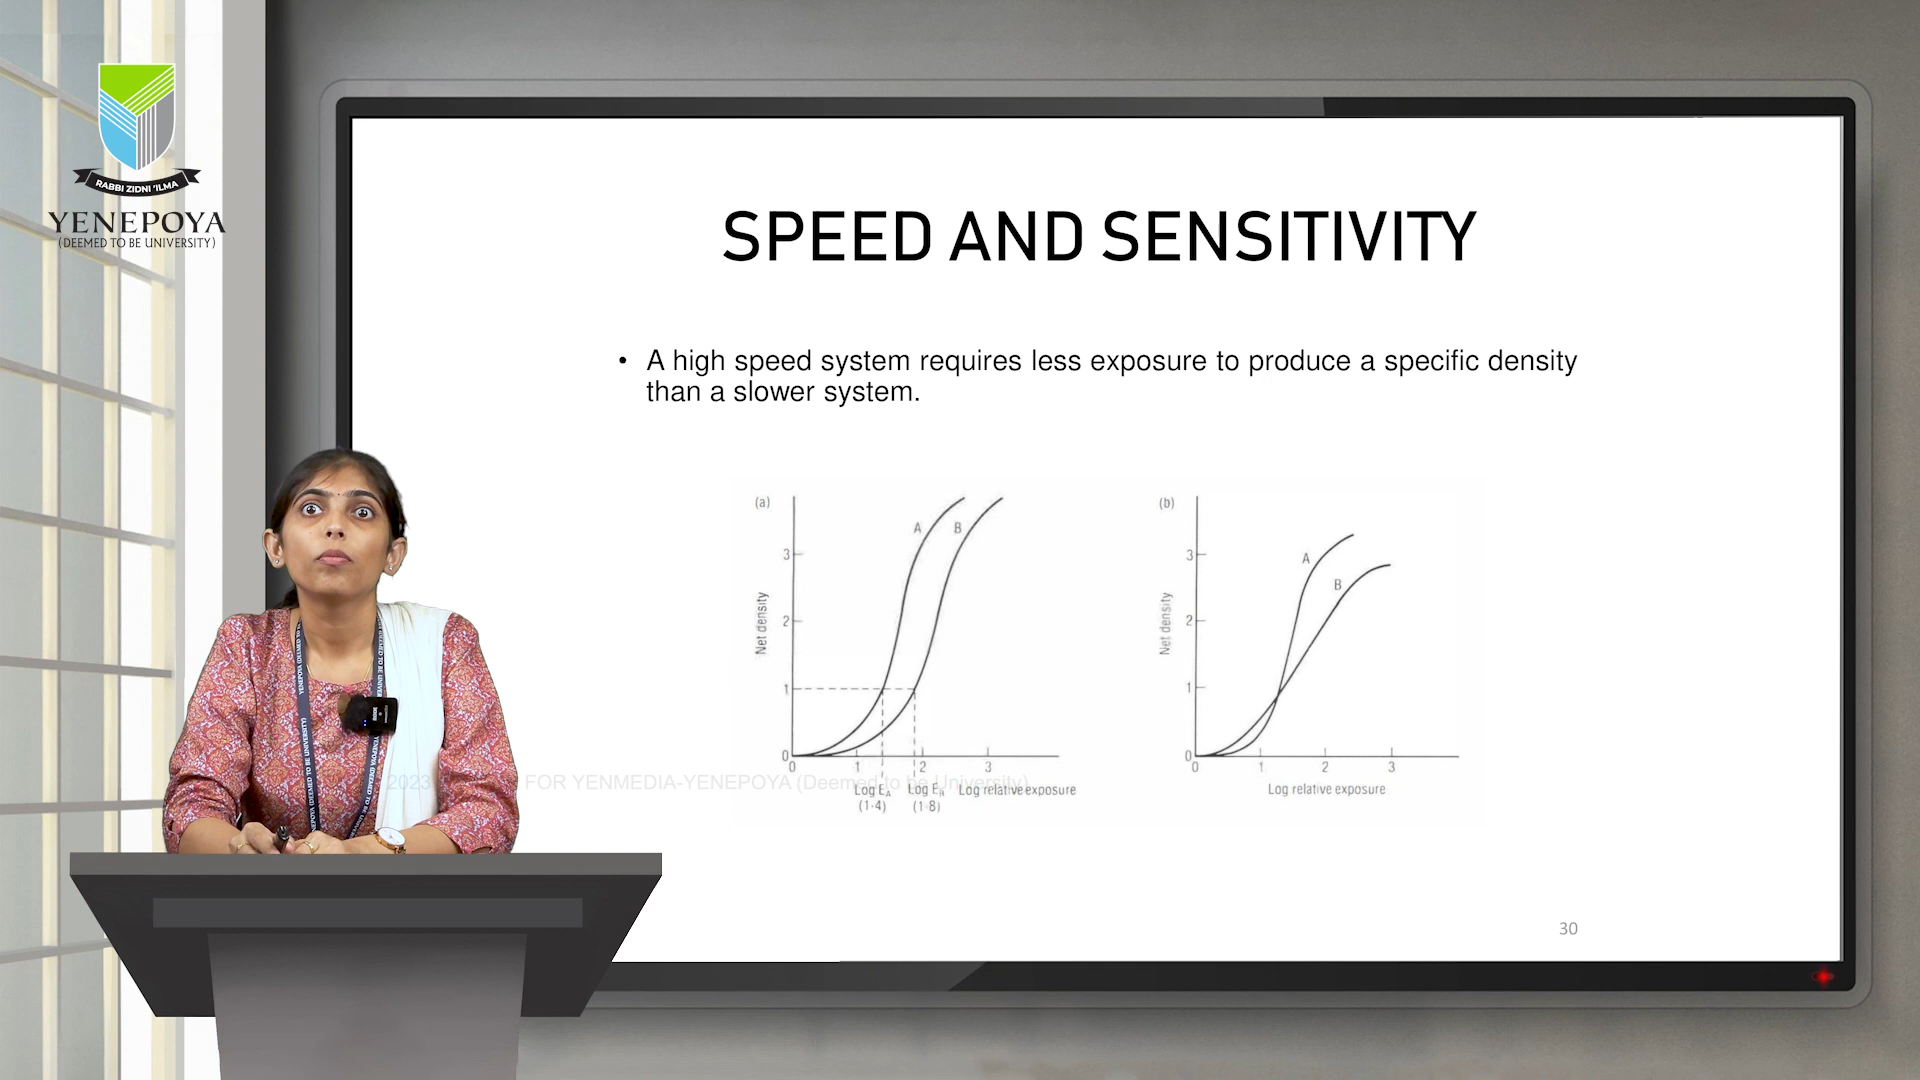 RABBI ZIDNI 'ILMA
YENEPOYA
(DEEMED TO BE UNIVERSITY)
SPEED AND SENSITIVITY
• A high speed system requires less exposure to produce a specific density
than a slower system.
(a)
A
B
3
2
1
0
Net density
0
1
2
3
Log E_A
(1·4)
Log E_B
(1·8)
Log relative exposure
(b)
A
B
3
2
1
0
Net density
0
1
2
3
Log relative exposure
2023
FOR YENMEDIA-YENEPOYA (Deemed to be University)
30